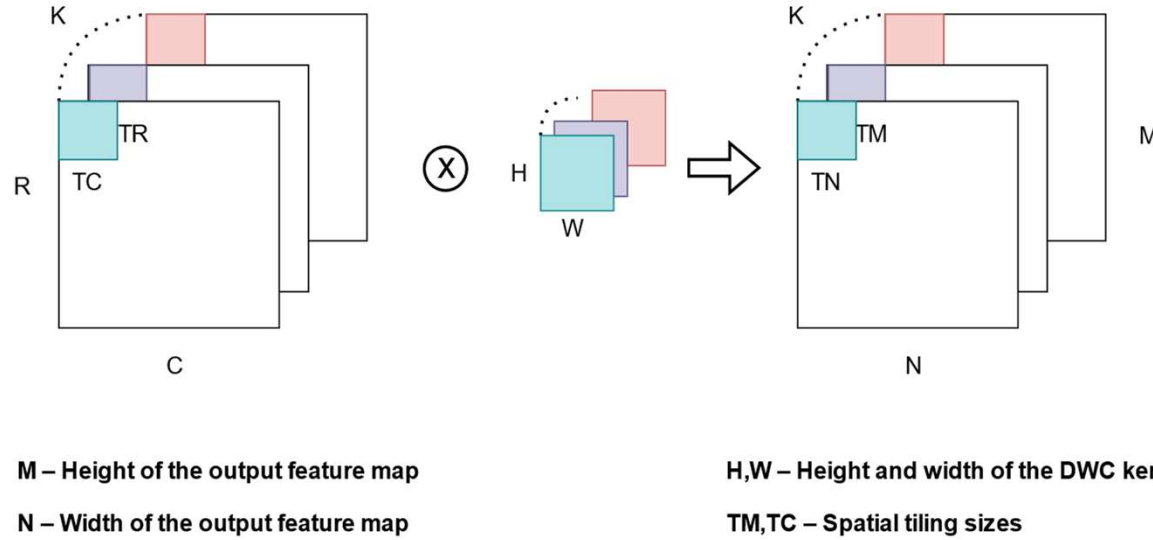 K
K
TR
TM
M
H
X
R
TC
TN
W
C
N
M – Height of the output feature map
H,W – Height and width of the DWC
N – Width of the output feature map
TM,TC – Spatial tiling sizes